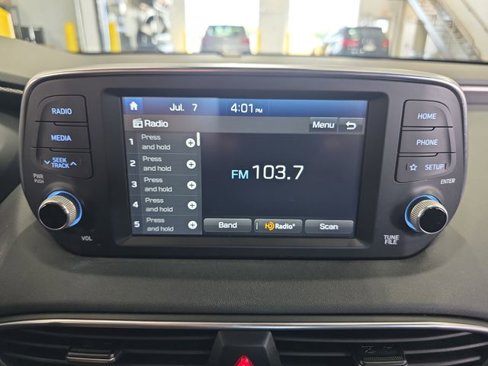 RADIO
MEDIA
SEEK
TRACK
PWR
PUSH
VOL
Jul. 7 4:01 PM
Radio Menu
1 Press and hold
2 Press and hold
3 Press and hold
4 Press and hold
5 Press and hold
FM 103.7
Band HD Radio Scan
HOME
PHONE
SETUP
ENTER
TUNE
FILE